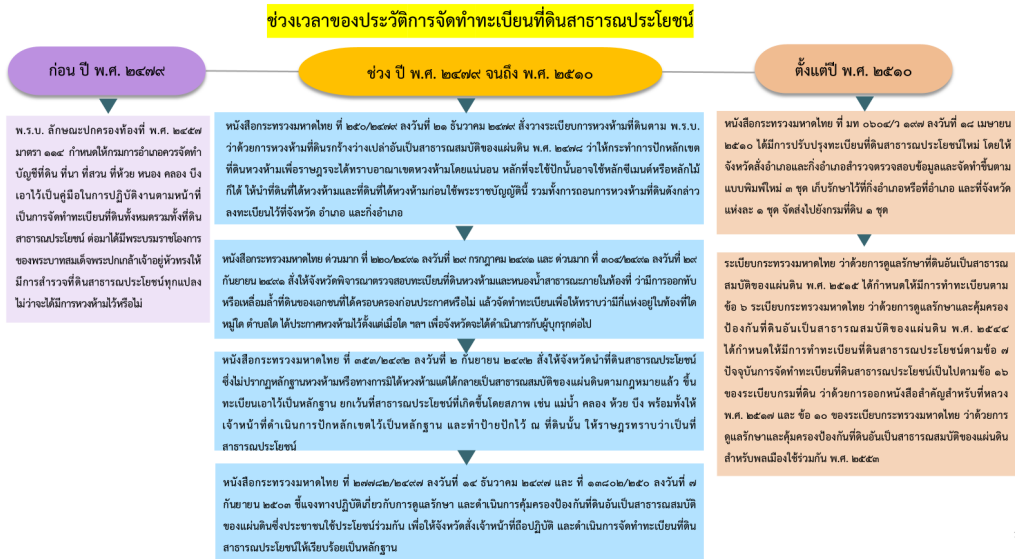 ช่วงเวลาของประวัติการจัดทำทะเบียนที่ดินสาธารณประโยชน์
ก่อน ปี พ.ศ. ๒๔๗๙
พ.ร.บ. ลักษณะปกครองท้องที่ พ.ศ. ๒๔๕๗
มาตรา ๑๑๔ กำหนดให้กรมการอำเภอควรจัดทำ
บัญชีที่ดิน ที่นา ที่สวน ที่ห้วย หนอง คลอง บึง
เอาไว้เป็นคู่มือในการปฏิบัติงานตามหน้าที่
เป็นการจัดทำทะเบียนที่ดินทั้งหมดรวมทั้งที่ดิน
สาธารณประโยชน์ ต่อมาได้มีพระบรมราชโองการ
ของพระบาทสมเด็จพระปกเกล้าเจ้าอยู่หัวทรงให้
มีการสำรวจที่ดินสาธารณประโยชน์ทุกแปลง
ไม่ว่าจะได้มีการหวงห้ามไว้หรือไม่
ช่วง ปี พ.ศ. ๒๔๗๙ จนถึง พ.ศ. ๒๕๑๐
หนังสือกระทรวงมหาดไทย ที่ ๒๕๐/๒๔๗๙ ลงวันที่ ๒๑ ธันวาคม ๒๔๗๙ สั่งวางระเบียบการหวงห้ามที่ดินตาม พ.ร.บ.
ว่าด้วยการหวงห้ามที่ดินรกร้างว่างเปล่าอันเป็นสาธารณสมบัติของแผ่นดิน พ.ศ. ๒๔๗๘ ว่าให้กระทำการปักหลักเขต
ที่ดินหวงห้ามเพื่อราษฎรจะได้ทราบอาณาเขตหวงห้ามโดยแน่นอน หลักที่จะใช้ปักนั้นอาจใช้หลักซีเมนต์หรือหลักไม้
ก็ได้ ให้นำที่ดินที่ได้หวงห้ามและที่ดินที่ได้หวงห้ามก่อนใช้พระราชบัญญัตินี้ รวมทั้งการถอนการหวงห้ามที่ดินดังกล่าว
ลงทะเบียนไว้ที่จังหวัด อำเภอ และกิ่งอำเภอ
หนังสือกระทรวงมหาดไทย ด่วนมาก ที่ ๒๒๐/๒๔๙๑ ลงวันที่ ๒๙ กรกฎาคม ๒๔๙๑ และ ด่วนมาก ที่ ๓๐๔/๒๔๙๑ ลงวันที่ ๒๙
กันยายน ๒๔๙๑ สั่งให้จังหวัดพิจารณาตรวจสอบทะเบียนที่ดินหวงห้ามและหนองน้ำสาธารณะภายในท้องที่ ว่ามีการออกทับ
หรือเหลื่อมล้ำที่ดินของเอกชนที่ได้ครอบครองก่อนประกาศหรือไม่ แล้วจัดทำทะเบียนเพื่อให้ทราบว่ามีกี่แห่งอยู่ในท้องที่ใด
หมู่ใด ตำบลใด ได้ประกาศหวงห้ามไว้ตั้งแต่เมื่อใด ฯลฯ เพื่อจังหวัดจะได้ดำเนินการกับผู้บุกรุกต่อไป
หนังสือกระทรวงมหาดไทย ที่ ๓๕๓/๒๔๙๒ ลงวันที่ ๒ กันยายน ๒๔๙๒ สั่งให้จังหวัดนำที่ดินสาธารณประโยชน์
ซึ่งไม่ปรากฏหลักฐานหวงห้ามหรือทางการมิได้หวงห้ามแต่ได้กลายเป็นสาธารณสมบัติของแผ่นดินตามกฎหมายแล้ว ขึ้น
ทะเบียนเอาไว้เป็นหลักฐาน ยกเว้นที่สาธารณประโยชน์ที่เกิดขึ้นโดยสภาพ เช่น แม่น้ำ คลอง ห้วย บึง พร้อมทั้งให้
เจ้าหน้าที่ดำเนินการปักหลักเขตไว้เป็นหลักฐาน และทำป้ายปักไว้ ณ ที่ดินนั้น ให้ราษฎรทราบว่าเป็นที่
สาธารณประโยชน์
หนังสือกระทรวงมหาดไทย ที่ ๒๗๗๘๒/๒๔๙๗ ลงวันที่ ๑๔ ธันวาคม ๒๔๙๗ และ ที่ ๑๓๘๐๒/๒๕๐ ลงวันที่ ๗
กันยายน ๒๕๐๓ ชี้แจงทางปฏิบัติเกี่ยวกับการดูแลรักษา และดำเนินการคุ้มครองป้องกันที่ดินอันเป็นสาธารณสมบัติ
ของแผ่นดินซึ่งประชาชนใช้ประโยชน์ร่วมกัน เพื่อให้จังหวัดสั่งเจ้าหน้าที่ถือปฏิบัติ และดำเนินการจัดทำทะเบียนที่ดิน
สาธารณประโยชน์ให้เรียบร้อยเป็นหลักฐาน
ตั้งแต่ปี พ.ศ. ๒๕๑๐
หนังสือกระทรวงมหาดไทย ที่ มท ๐๖๐๔/ว ๑๙๗ ลงวันที่ ๑๘ เมษายน
๒๕๑๐ ได้มีการปรับปรุงทะเบียนที่ดินสาธารณประโยชน์ใหม่ โดยให้
จังหวัดสั่งอำเภอและกิ่งอำเภอสำรวจตรวจสอบข้อมูลและจัดทำขึ้นตาม
แบบพิมพ์ใหม่ ๓ ชุด เก็บรักษาไว้ที่กิ่งอำเภอหรือที่อำเภอ และที่จังหวัด
แห่งละ ๑ ชุด จัดส่งไปยังกรมที่ดิน ๑ ชุด
ระเบียบกระทรวงมหาดไทย ว่าด้วยการดูแลรักษาที่ดินอันเป็นสาธารณ
สมบัติของแผ่นดิน พ.ศ. ๒๕๑๕ ได้กำหนดให้มีการทำทะเบียนตาม
ข้อ ๖ ระเบียบกระทรวงมหาดไทย ว่าด้วยการดูแลรักษาและคุ้มครอง
ป้องกันที่ดินอันเป็นสาธารณสมบัติของแผ่นดิน พ.ศ. ๒๕๔๔
ได้กำหนดให้มีการทำทะเบียนที่ดินสาธารณประโยชน์ตามข้อ ๗
ปัจจุบันการจัดทำทะเบียนที่ดินสาธารณประโยชน์เป็นไปตามข้อ ๑๖
ของระเบียบกรมที่ดิน ว่าด้วยการออกหนังสือสำคัญสำหรับที่หลวง
พ.ศ. ๒๕๑๗ และ ข้อ ๑๐ ของระเบียบกระทรวงมหาดไทย ว่าด้วยการ
ดูแลรักษาและคุ้มครองป้องกันที่ดินอันเป็นสาธารณสมบัติของแผ่นดิน
สำหรับพลเมืองใช้ร่วมกัน พ.ศ. ๒๕๕๓